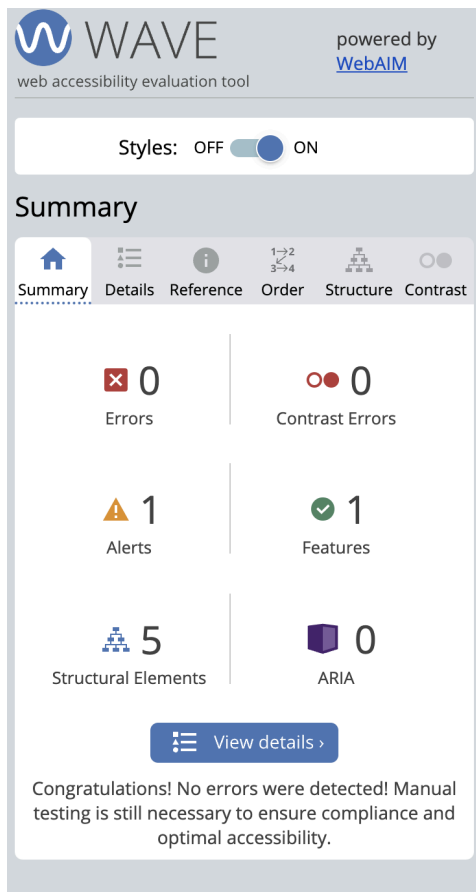 WAVE
powered by
WebAIM
web accessibility evaluation tool
Styles: OFF ON
Summary
1→2
3→4
Summary Details Reference Order Structure Contrast
0 0
Errors Contrast Errors
1 1
Alerts Features
5 0
Structural Elements ARIA
View details ›
Congratulations! No errors were detected! Manual
testing is still necessary to ensure compliance and
optimal accessibility.